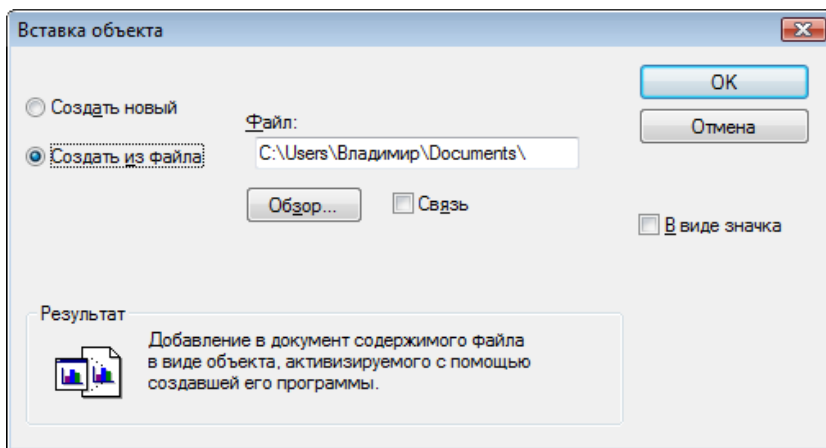 Вставка объекта
Создать новый
Создать из файла
Файл:
C:\Users\Владимир\Documents\
Обзор...
Связь
OK
Отмена
В виде значка
Результат
Добавление в документ содержимого файла
в виде объекта, активизируемого с помощью
создавшей его программы.